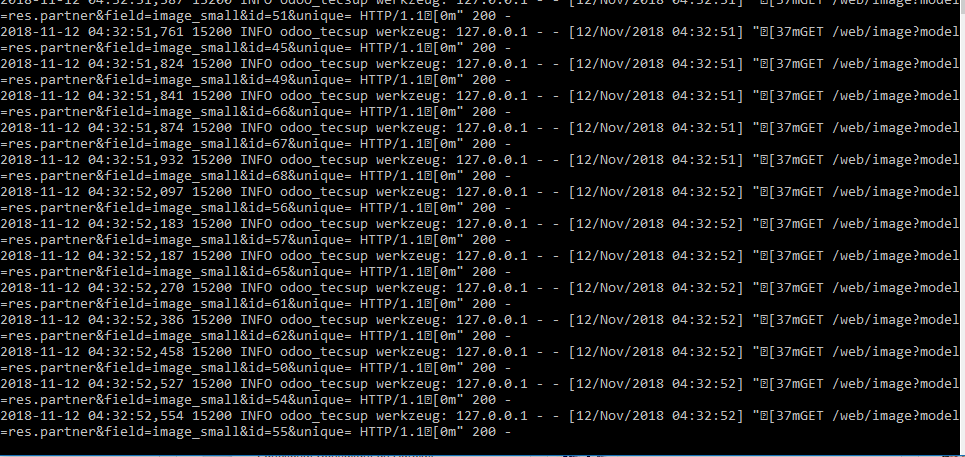 2018-11-12 04:32:51,587 15200 INFO odoo_tecsup werkzeug: 127.0.0.1 - - [12/Nov/2018 04:32:51] "[37mGET /web/image?model
=res.partner&field=image_small&id=51&unique= HTTP/1.1[0m" 200 -
2018-11-12 04:32:51,761 15200 INFO odoo_tecsup werkzeug: 127.0.0.1 - - [12/Nov/2018 04:32:51] "[37mGET /web/image?model
=res.partner&field=image_small&id=45&unique= HTTP/1.1[0m" 200 -
2018-11-12 04:32:51,824 15200 INFO odoo_tecsup werkzeug: 127.0.0.1 - - [12/Nov/2018 04:32:51] "[37mGET /web/image?model
=res.partner&field=image_small&id=49&unique= HTTP/1.1[0m" 200 -
2018-11-12 04:32:51,841 15200 INFO odoo_tecsup werkzeug: 127.0.0.1 - - [12/Nov/2018 04:32:51] "[37mGET /web/image?model
=res.partner&field=image_small&id=66&unique= HTTP/1.1[0m" 200 -
2018-11-12 04:32:51,874 15200 INFO odoo_tecsup werkzeug: 127.0.0.1 - - [12/Nov/2018 04:32:51] "[37mGET /web/image?model
=res.partner&field=image_small&id=67&unique= HTTP/1.1[0m" 200 -
2018-11-12 04:32:51,932 15200 INFO odoo_tecsup werkzeug: 127.0.0.1 - - [12/Nov/2018 04:32:51] "[37mGET /web/image?model
=res.partner&field=image_small&id=68&unique= HTTP/1.1[0m" 200 -
2018-11-12 04:32:52,097 15200 INFO odoo_tecsup werkzeug: 127.0.0.1 - - [12/Nov/2018 04:32:52] "[37mGET /web/image?model
=res.partner&field=image_small&id=56&unique= HTTP/1.1[0m" 200 -
2018-11-12 04:32:52,183 15200 INFO odoo_tecsup werkzeug: 127.0.0.1 - - [12/Nov/2018 04:32:52] "[37mGET /web/image?model
=res.partner&field=image_small&id=57&unique= HTTP/1.1[0m" 200 -
2018-11-12 04:32:52,187 15200 INFO odoo_tecsup werkzeug: 127.0.0.1 - - [12/Nov/2018 04:32:52] "[37mGET /web/image?model
=res.partner&field=image_small&id=65&unique= HTTP/1.1[0m" 200 -
2018-11-12 04:32:52,270 15200 INFO odoo_tecsup werkzeug: 127.0.0.1 - - [12/Nov/2018 04:32:52] "[37mGET /web/image?model
=res.partner&field=image_small&id=61&unique= HTTP/1.1[0m" 200 -
2018-11-12 04:32:52,386 15200 INFO odoo_tecsup werkzeug: 127.0.0.1 - - [12/Nov/2018 04:32:52] "[37mGET /web/image?model
=res.partner&field=image_small&id=62&unique= HTTP/1.1[0m" 200 -
2018-11-12 04:32:52,458 15200 INFO odoo_tecsup werkzeug: 127.0.0.1 - - [12/Nov/2018 04:32:52] "[37mGET /web/image?model
=res.partner&field=image_small&id=50&unique= HTTP/1.1[0m" 200 -
2018-11-12 04:32:52,527 15200 INFO odoo_tecsup werkzeug: 127.0.0.1 - - [12/Nov/2018 04:32:52] "[37mGET /web/image?model
=res.partner&field=image_small&id=54&unique= HTTP/1.1[0m" 200 -
2018-11-12 04:32:52,554 15200 INFO odoo_tecsup werkzeug: 127.0.0.1 - - [12/Nov/2018 04:32:52] "[37mGET /web/image?model
=res.partner&field=image_small&id=55&unique= HTTP/1.1[0m" 200 -